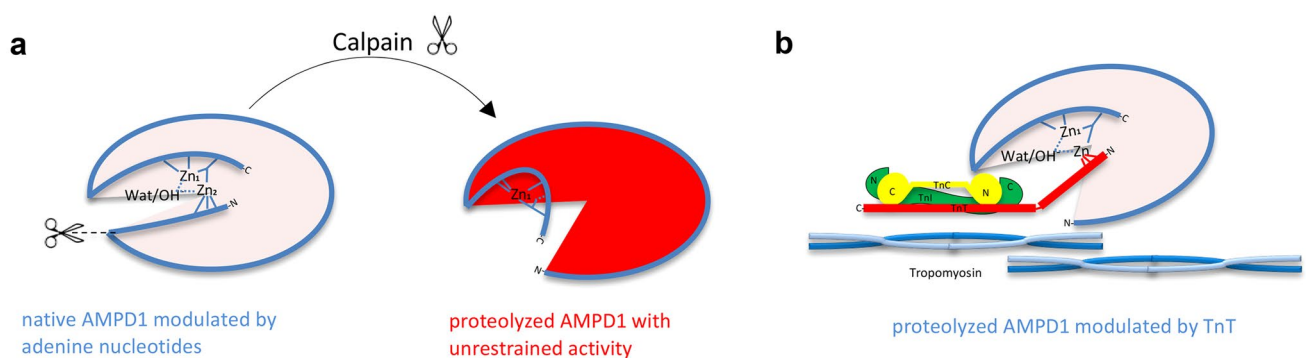 a
Calpain
Zn₁
C
Wat/OH
Zn₂
N
native AMPD1 modulated by
adenine nucleotides
Zn₁
C
N
proteolyzed AMPD1 with
unrestrained activity
b
C
Zn₁
Wat/OH
Zn
N
N
TnC
C
N
C
TnI
C
TnT
N
Tropomyosin
proteolyzed AMPD1 modulated by TnT